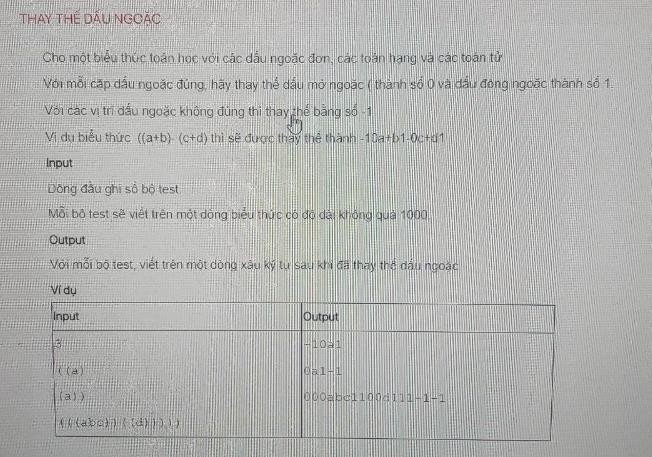 THAY THẾ DẤU NGOẶC
Cho một biểu thức toán học với các dấu ngoặc đơn, các toán hạng và các toán tử
Với mỗi cặp dấu ngoặc đúng, hãy thay thế dấu mở ngoặc ( thành số 0 và dấu đóng ngoặc thành số 1.
Với các vị trí dấu ngoặc không đúng thì thay thế bằng số -1
Ví dụ biểu thức ((a+b)- (c+d) thì sẽ được thay thế thành -10a+b1-0c+d1
Input
Dòng đầu ghi số bộ test
Mỗi bộ test sẽ viết trên một dòng biểu thức có độ dài không quá 1000.
Output
Với mỗi bộ test, viết trên một dòng xâu ký tự sau khi đã thay thế dấu ngoặc
Ví dụ
Input Output
3 -10a1
((a) 0a1-1
(a)) 000abc1100d111-1-1
(((abc))((d)))))